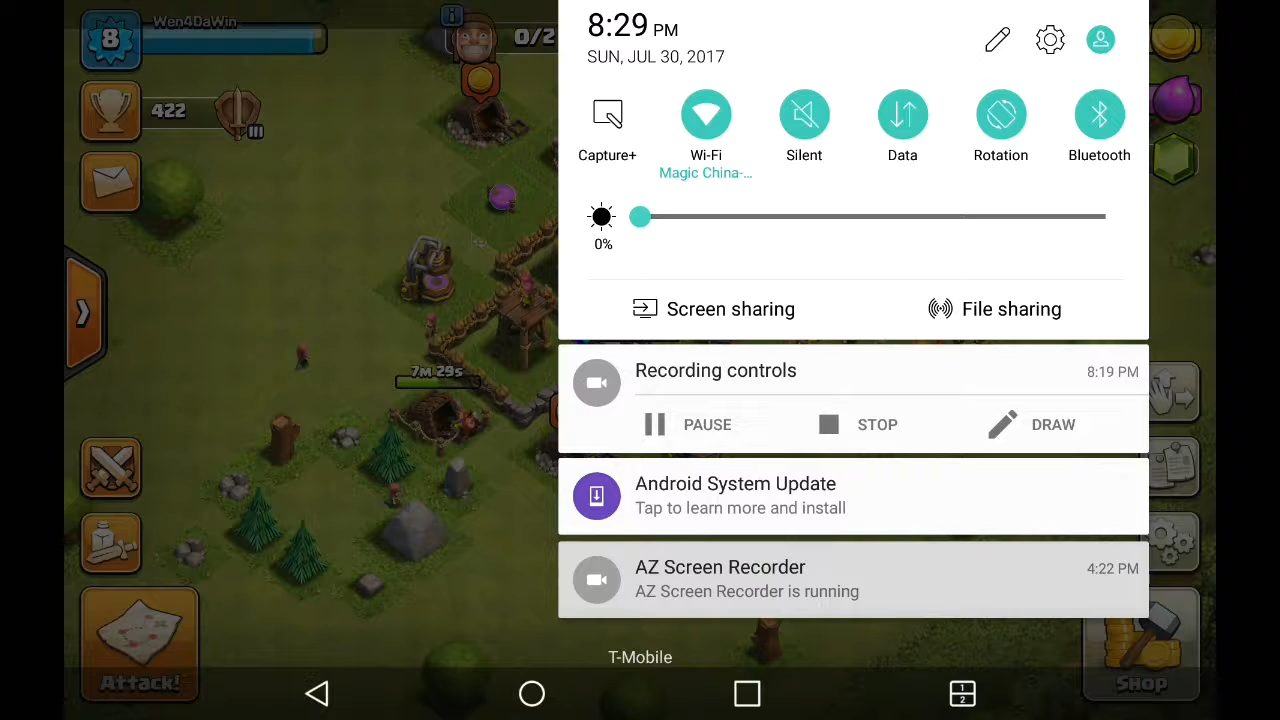 8
Wen4DaWin
0/2
422
7m 29s
Attack!
Shop
8:29 PM
SUN, JUL 30, 2017
Capture+
Wi-Fi
Silent
Data
Rotation
Bluetooth
Magic China-...
0%
Screen sharing
File sharing
Recording controls
8:19 PM
PAUSE
STOP
DRAW
Android System Update
Tap to learn more and install
AZ Screen Recorder
4:22 PM
AZ Screen Recorder is running
T-Mobile
1
2